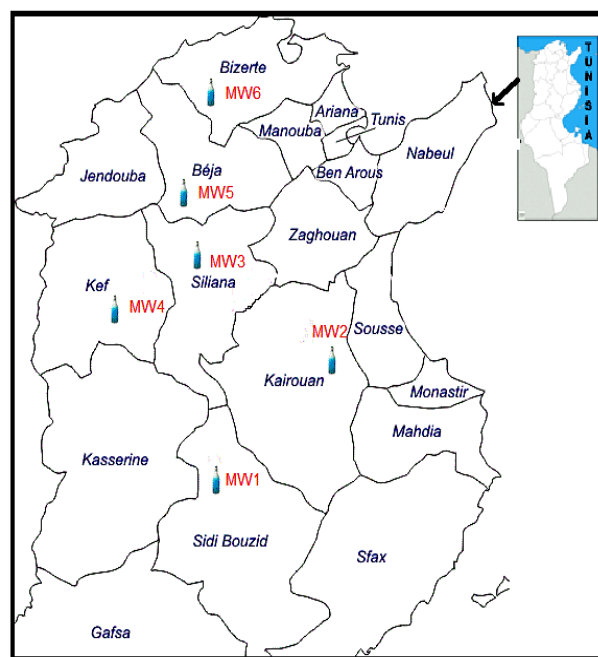 TUNISIA
Bizerte
MW6
Ariana
Tunis
Manouba
Nabeul
Béja
Jendouba
Ben Arous
MW5
Zaghouan
MW3
Siliana
Kef
MW4
MW2
Sousse
Kairouan
Monastir
Mahdia
Kasserine
MW1
Sidi Bouzid
Sfax
Gafsa